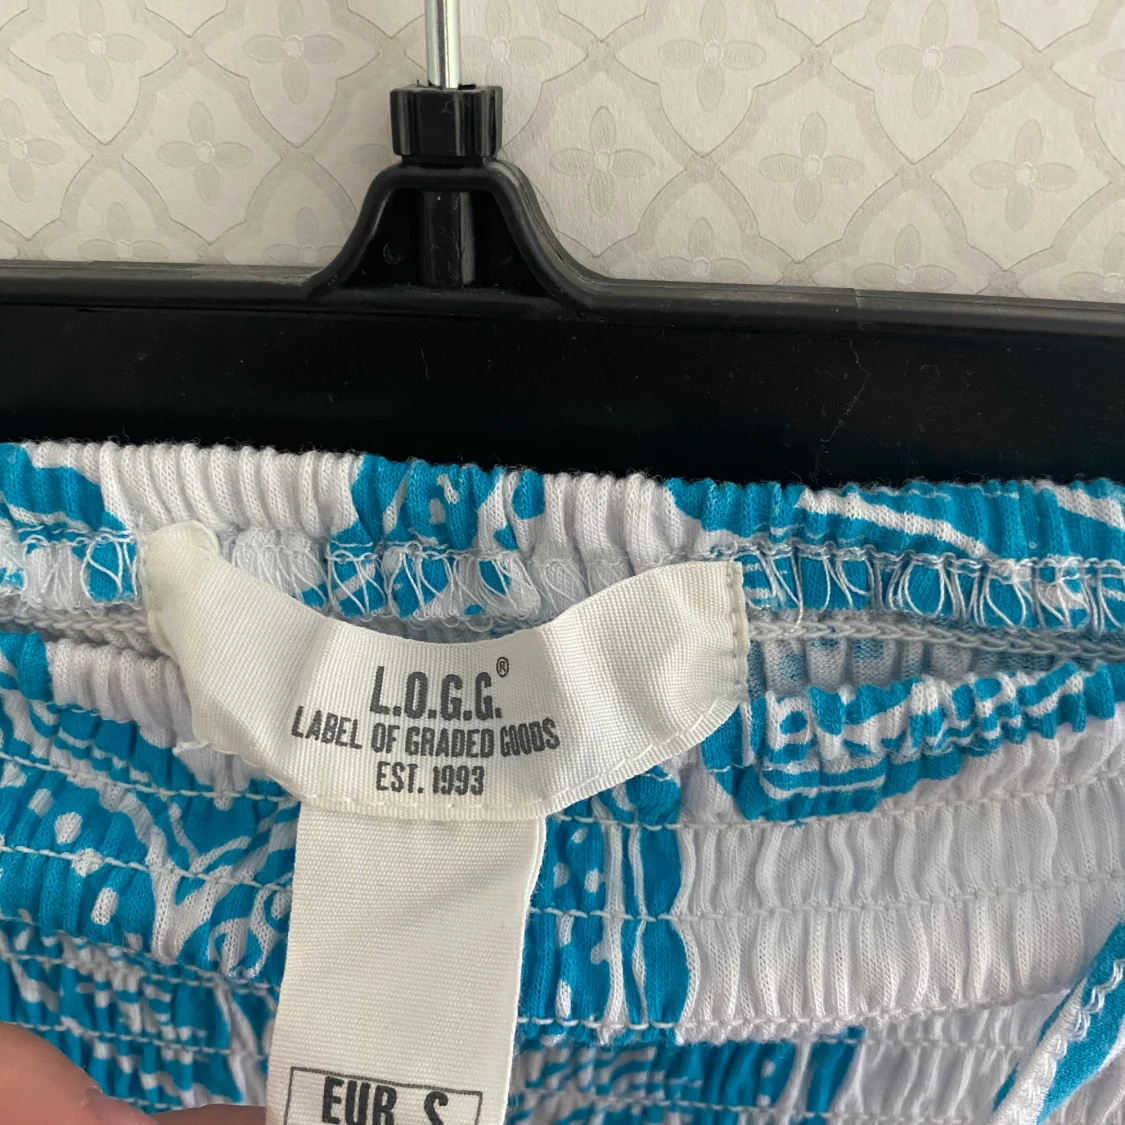 L.O.G.G.®
LABEL OF GRADED GOODS
EST. 1993
EUR S